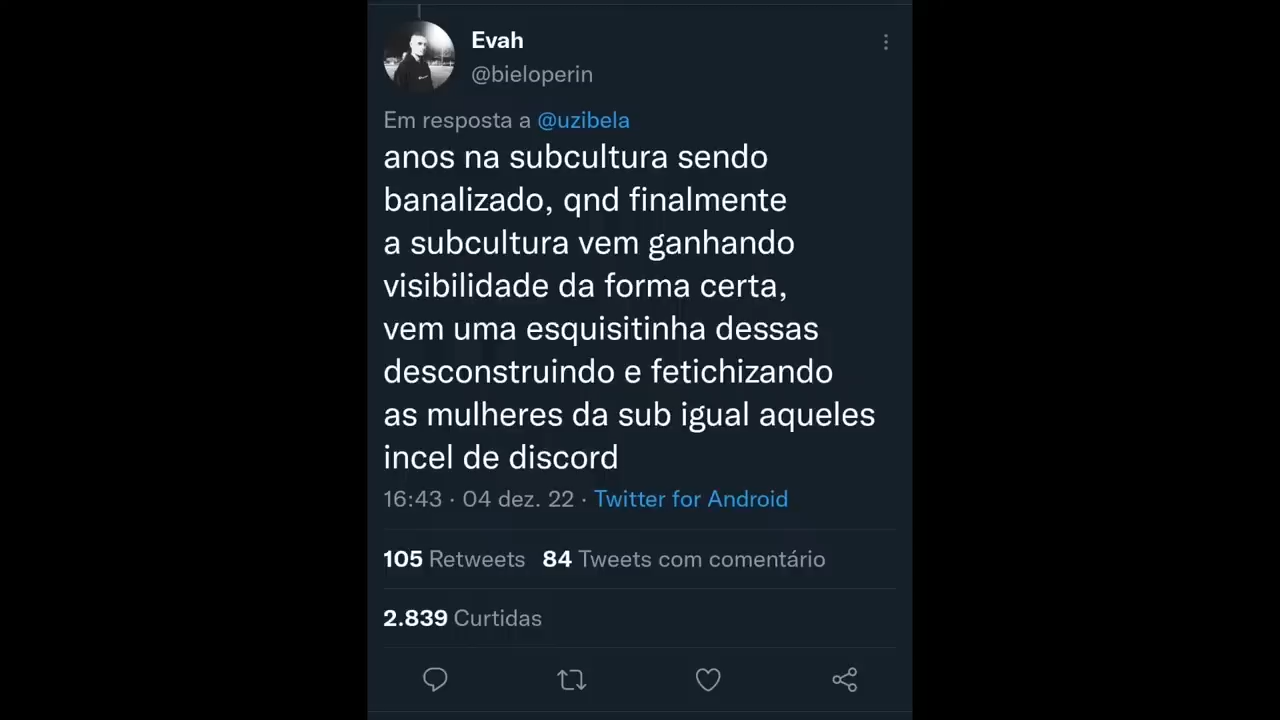 Evah
@bieloperin
Em resposta a @uzibela
anos na subcultura sendo
banalizado, qnd finalmente
a subcultura vem ganhando
visibilidade da forma certa,
vem uma esquisitinha dessas
desconstruindo e fetichizando
as mulheres da sub igual aqueles
incel de discord
16:43 · 04 dez. 22 · Twitter for Android
105 Retweets 84 Tweets com comentário
2.839 Curtidas